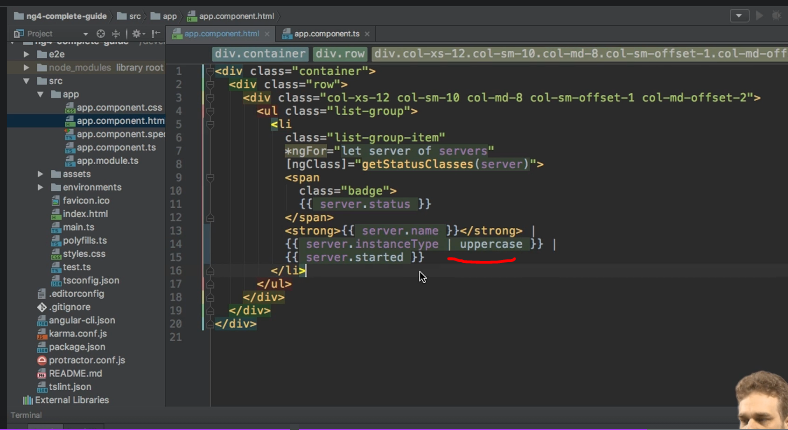 ng4-complete-guide src app app.component.html
Project app.component.html × app.component.ts ×
ng4-complete-guide
e2e
node_modules library root
src
app
app.component.css
app.component.htm
app.component.spe
app.component.ts
app.module.ts
assets
environments
favicon.ico
index.html
main.ts
polyfills.ts
styles.css
test.ts
tsconfig.json
.editorconfig
.gitignore
angular-cli.json
karma.conf.js
package.json
protractor.conf.js
README.md
tslint.json
External Libraries
Terminal
div.container div.row div.col-xs-12.col-sm-10.col-md-8.col-sm-offset-1.col-md-off
1 <div class="container">
2 <div class="row">
3 <div class="col-xs-12 col-sm-10 col-md-8 col-sm-offset-1 col-md-offset-2">
4 <ul class="list-group">
5 <li
6 class="list-group-item"
7 *ngFor="let server of servers"
8 [ngClass]="getStatusClasses(server)">
9 <span
10 class="badge">
11 {{ server.status }}
12 </span>
13 <strong>{{ server.name }}</strong> |
14 {{ server.instanceType | uppercase }} |
15 {{ server.started }}
16 </li>
17 </ul>
18 </div>
19 </div>
20 </div>
21